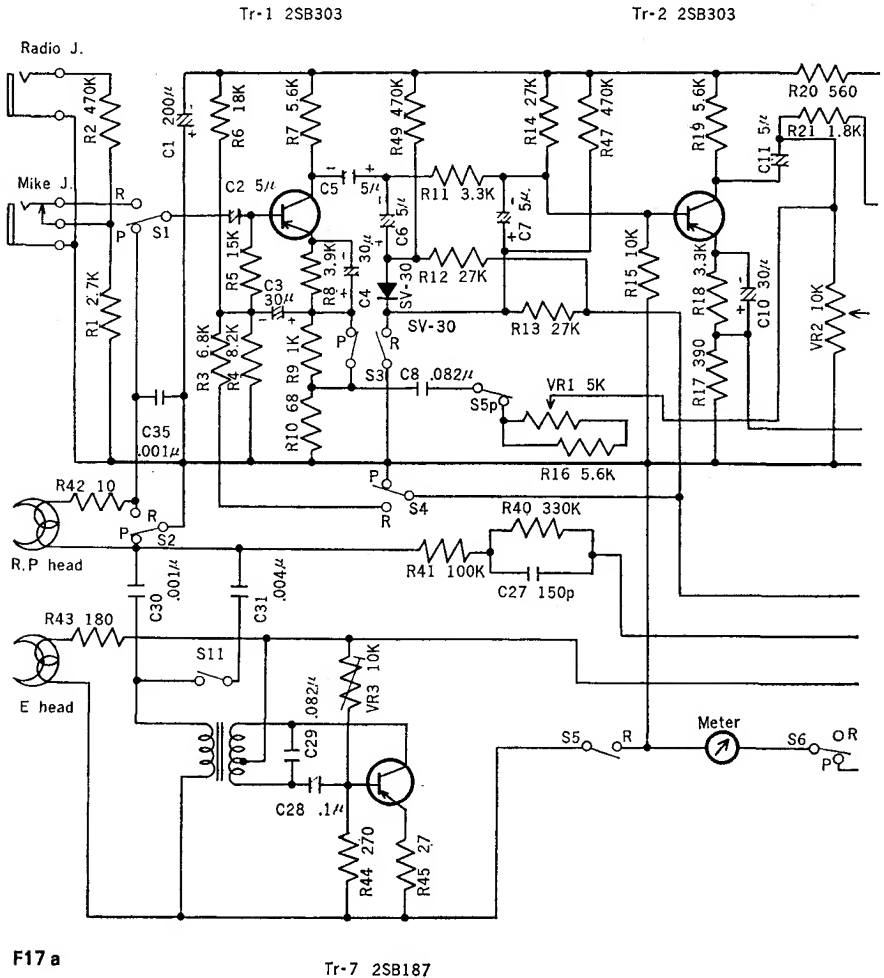 Tr-1 2SB303
Tr-2 2SB303
Radio J.
R2 470K
C1 200μ
+
R6 18K
R7 5.6K
R49 470K
R14 27K
R47 470K
R19 5.6K
R20 560
R21 1.8K
C11 5μ
Mike J.
R
P
S1
C2 5μ
C5
-
+
5μ
R11 3.3K
C6 5μ
-
+
C7 5μ
-
+
R1 2.7K
R5 15K
C3
30μ
-
+
R8 3.9K
30μ
-
+
C4
SV-30
SV-30
R12 27K
R13 27K
R15 10K
R18 3.3K
C10 30μ
-
+
VR2 10K
R3 6.8K
R4 8.2K
R9 1K
P
R
S3
C8 .082μ
S5p
VR1 5K
R17 390
R10 68
R16 5.6K
C35
.001μ
R42 10
R
P
S2
P
R
S4
R40 330K
R.P head
C30
.001μ
C31
.004μ
R41 100K
C27 150p
R43 180
S11
.082μ
C29
VR3 10K
E head
C28 .1μ
S5
R
Meter
S6
R
P
R44 270
R45 27
F17 a
Tr-7 2SB187